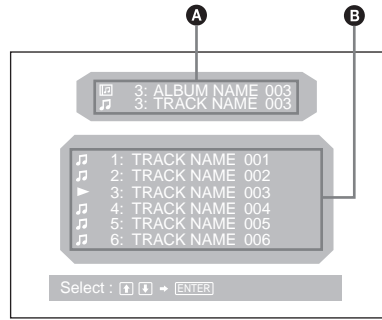 A
B
3: ALBUM NAME 003
3: TRACK NAME 003
1: TRACK NAME 001
2: TRACK NAME 002
3: TRACK NAME 003
4: TRACK NAME 004
5: TRACK NAME 005
6: TRACK NAME 006
Select : ↑ ↓ ➡ ENTER